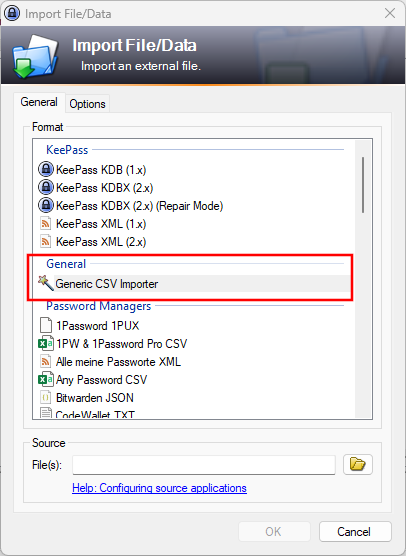 Import File/Data
Import File/Data
Import an external file.
General
Options
Format
KeePass
KeePass KDB (1.x)
KeePass KDBX (2.x)
KeePass KDBX (2.x) (Repair Mode)
KeePass XML (1.x)
KeePass XML (2.x)
General
Generic CSV Importer
Password Managers
1Password 1PUX
1PW & 1Password Pro CSV
Alle meine Passworte XML
Any Password CSV
Bitwarden JSON
CodeWallet TXT
Source
File(s):
Help: Configuring source applications
OK
Cancel